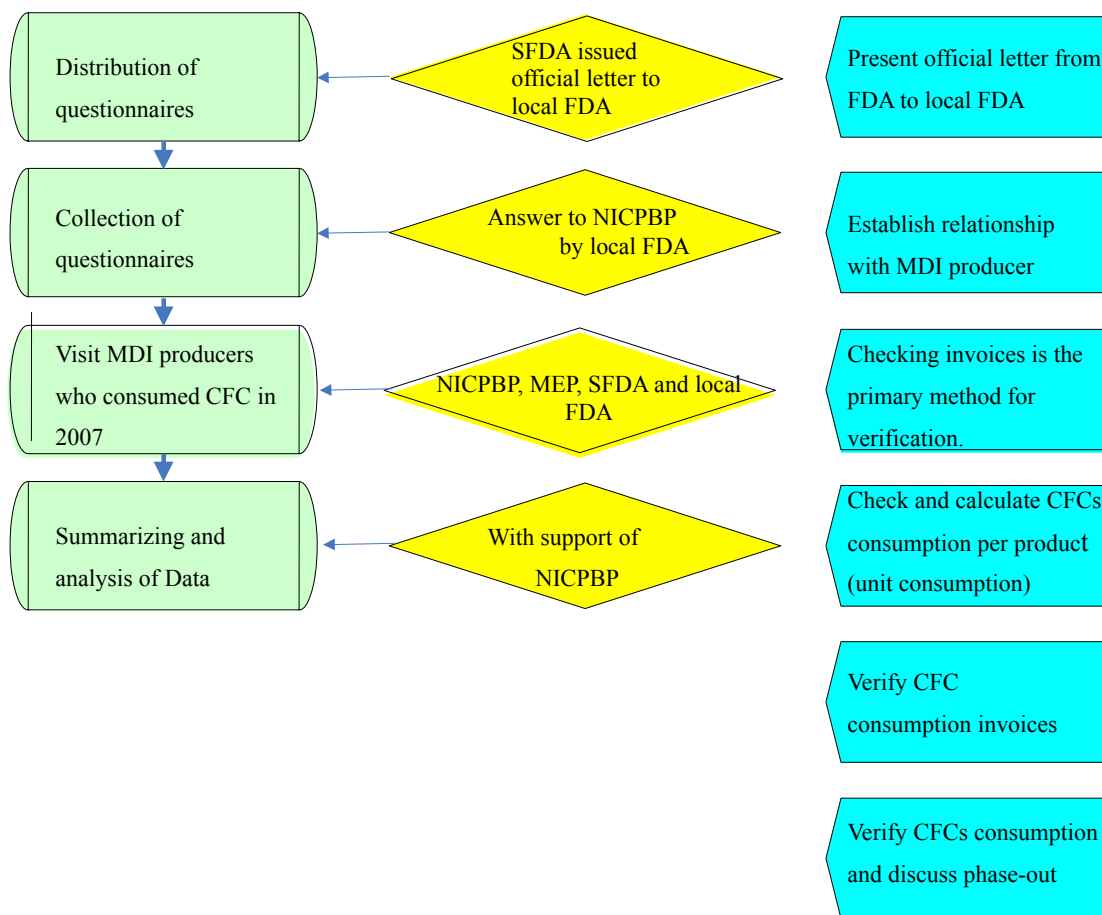 Distribution of
questionnaires
SFDA issued
official letter to
local FDA
Present official letter from
FDA to local FDA
Collection of
questionnaires
Answer to NICPBP
by local FDA
Establish relationship
with MDI producer
Visit MDI producers
who consumed CFC in
2007
NICPBP, MEP, SFDA and local
FDA
Checking invoices is the
primary method for
verification.
Summarizing and
analysis of Data
With support of
NICPBP
Check and calculate CFCs
consumption per product
(unit consumption)
Verify CFC
consumption invoices
Verify CFCs consumption
and discuss phase-out